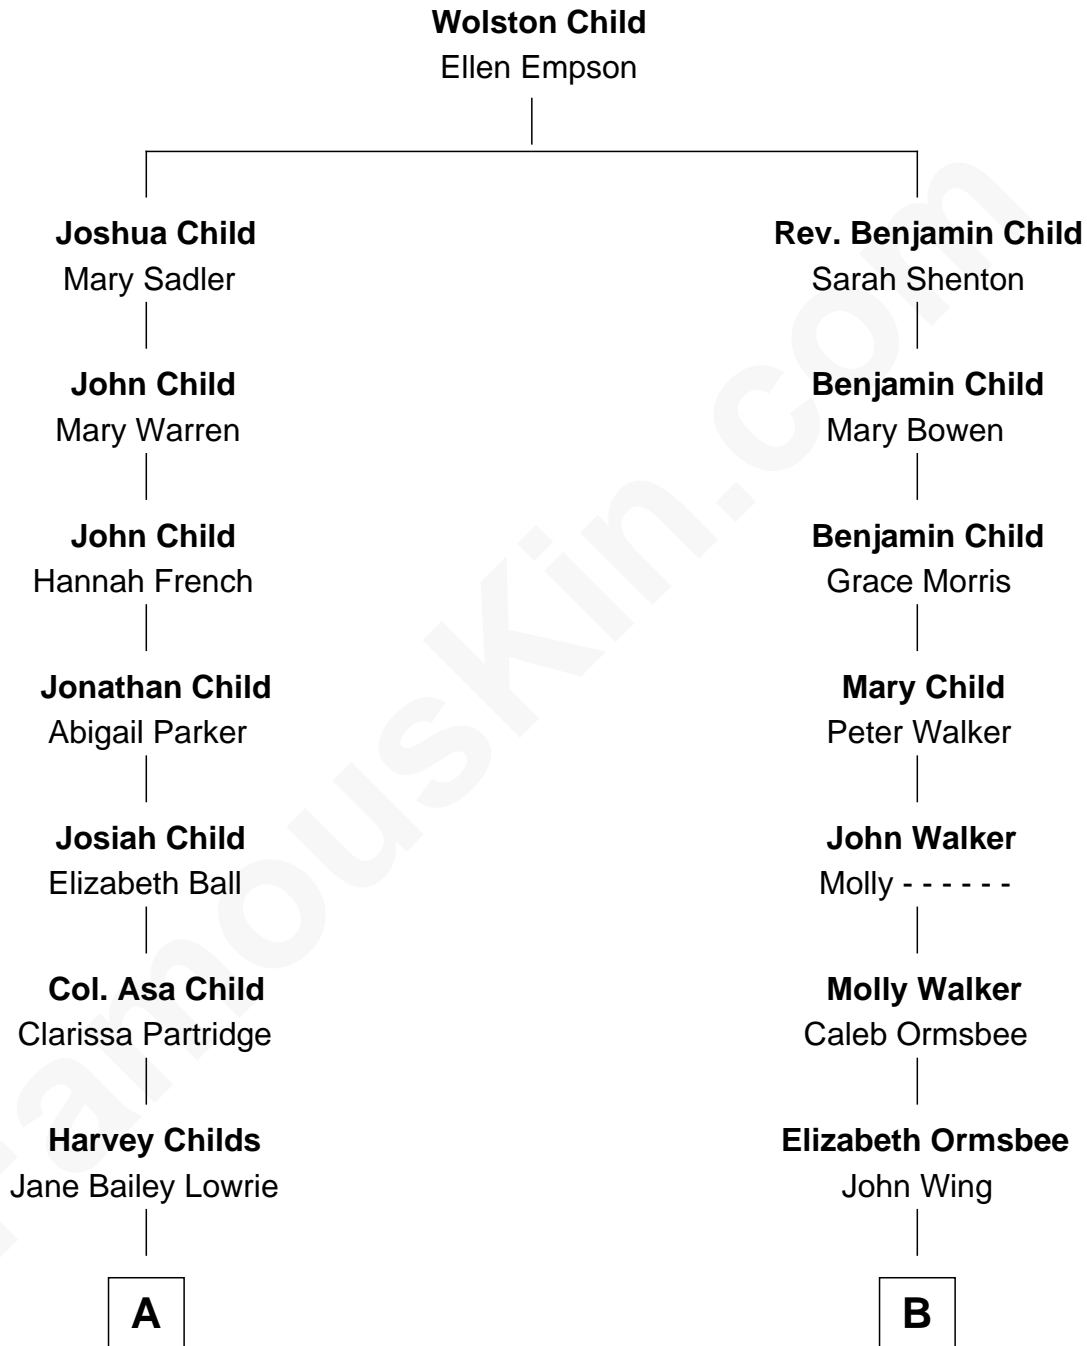 Wolston Child
Ellen Empson
Joshua Child
Mary Sadler
Rev. Benjamin Child
Sarah Shenton
John Child
Mary Warren
Benjamin Child
Mary Bowen
John Child
Hannah French
Benjamin Child
Grace Morris
Jonathan Child
Abigail Parker
Mary Child
Peter Walker
Josiah Child
Elizabeth Ball
John Walker
Molly - - - - - -
Col. Asa Child
Clarissa Partridge
Molly Walker
Caleb Ormsbee
Harvey Childs
Jane Bailey Lowrie
Elizabeth Ormsbee
John Wing
A
B
FamousKin.com